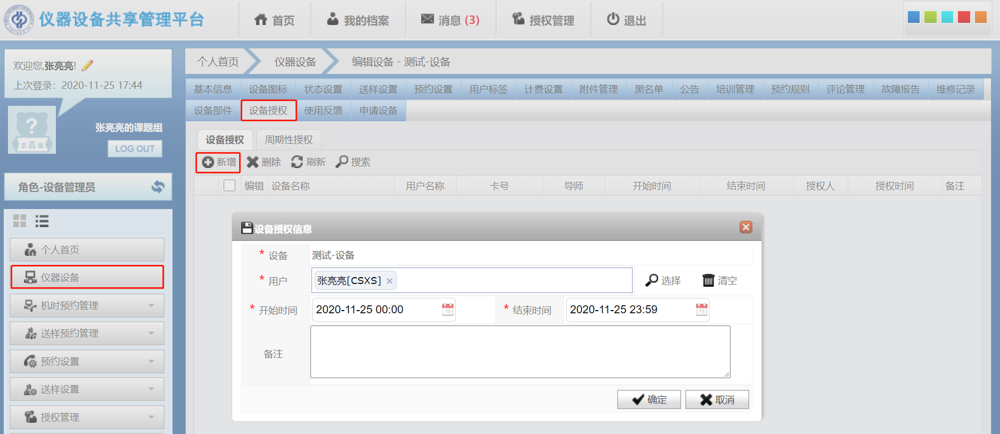 仪器设备共享管理平台
首页 我的档案 消息 (3) 授权管理 退出
欢迎您,张亮亮!
上次登录：2020-11-25 17:44
?
求真像
张亮亮的课题组
LOG OUT
角色-设备管理员
个人首页
仪器设备
机时预约管理
送样预约管理
预约设置
送样设置
授权管理
个人首页 仪器设备 编辑设备 - 测试-设备
基本信息 设备图标 状态设置 送样设置 预约设置 用户标签 计费设置 附件管理 黑名单 公告 培训管理 预约规则 评论管理 故障报告 维修记录
设备部件 设备授权 使用反馈 申请设备
设备授权 周期性授权
新增 删除 刷新 搜索
编辑 设备名称 用户名称 卡号 导师 开始时间 结束时间 授权人 授权时间 备注
设备授权信息
* 设备 测试-设备
* 用户 张亮亮[CSXS] × 选择 清空
* 开始时间 2020-11-25 00:00 * 结束时间 2020-11-25 23:59
备注
确定 取消